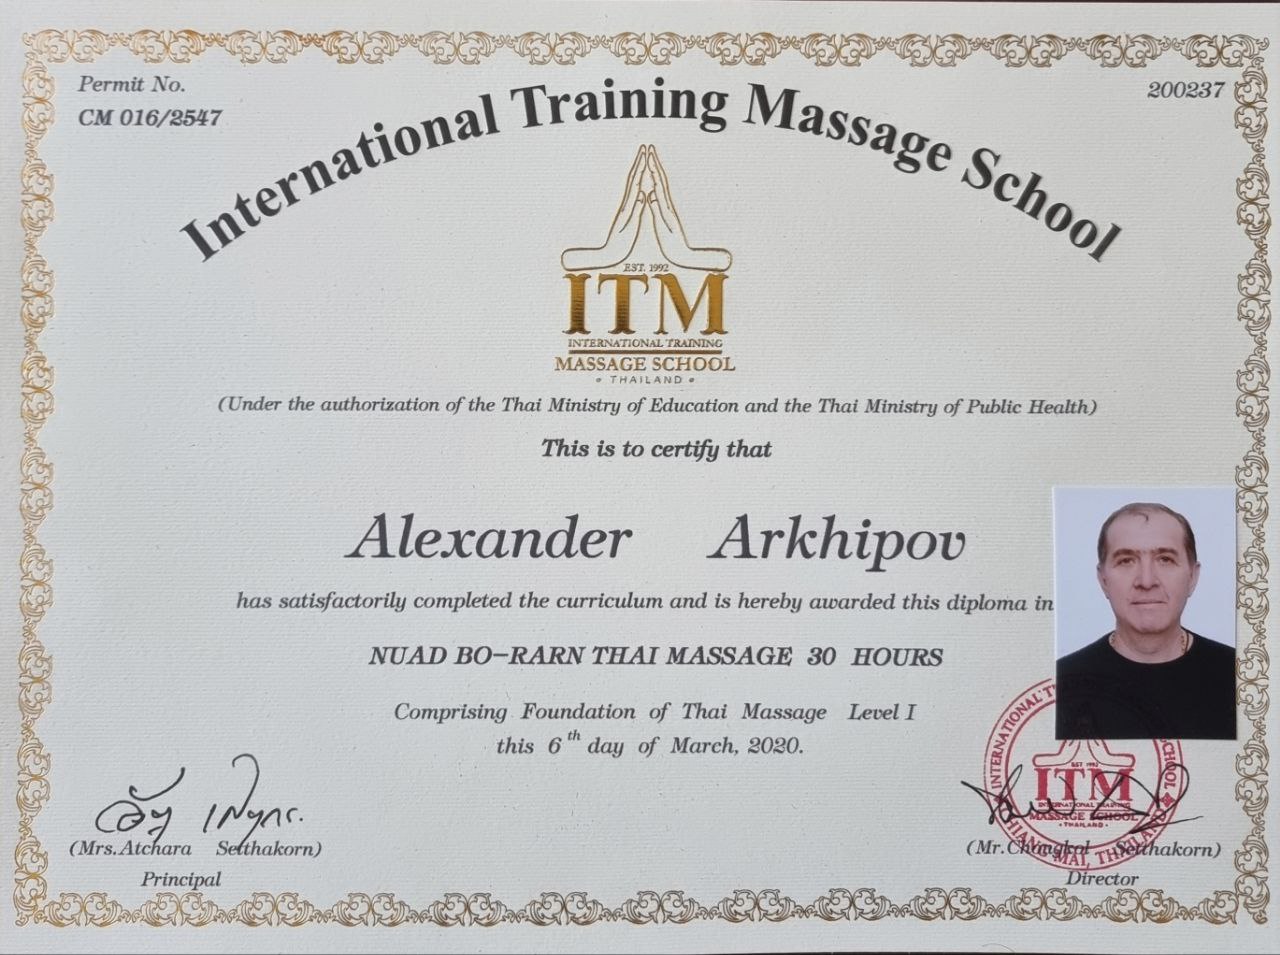 Permit No.
CM 016/2547
200237
International Training Massage School
EST. 1992
ITM
INTERNATIONAL TRAINING
MASSAGE SCHOOL
• THAILAND •
(Under the authorization of the Thai Ministry of Education and the Thai Ministry of Public Health)
This is to certify that
Alexander Arkhipov
has satisfactorily completed the curriculum and is hereby awarded this diploma in
NUAD BO-RARN THAI MASSAGE 30 HOURS
Comprising Foundation of Thai Massage Level I
this 6th day of March, 2020.
INTERNATIONAL SCHOOL
EST 1992
ITM
INTERNATIONAL TRAINING
MASSAGE SCHOOL
• THAILAND •
CHIANG MAI, THAILAND
(Mrs.Atchara Setthakorn)
Principal
(Mr.Chongkol Setthakorn)
Director